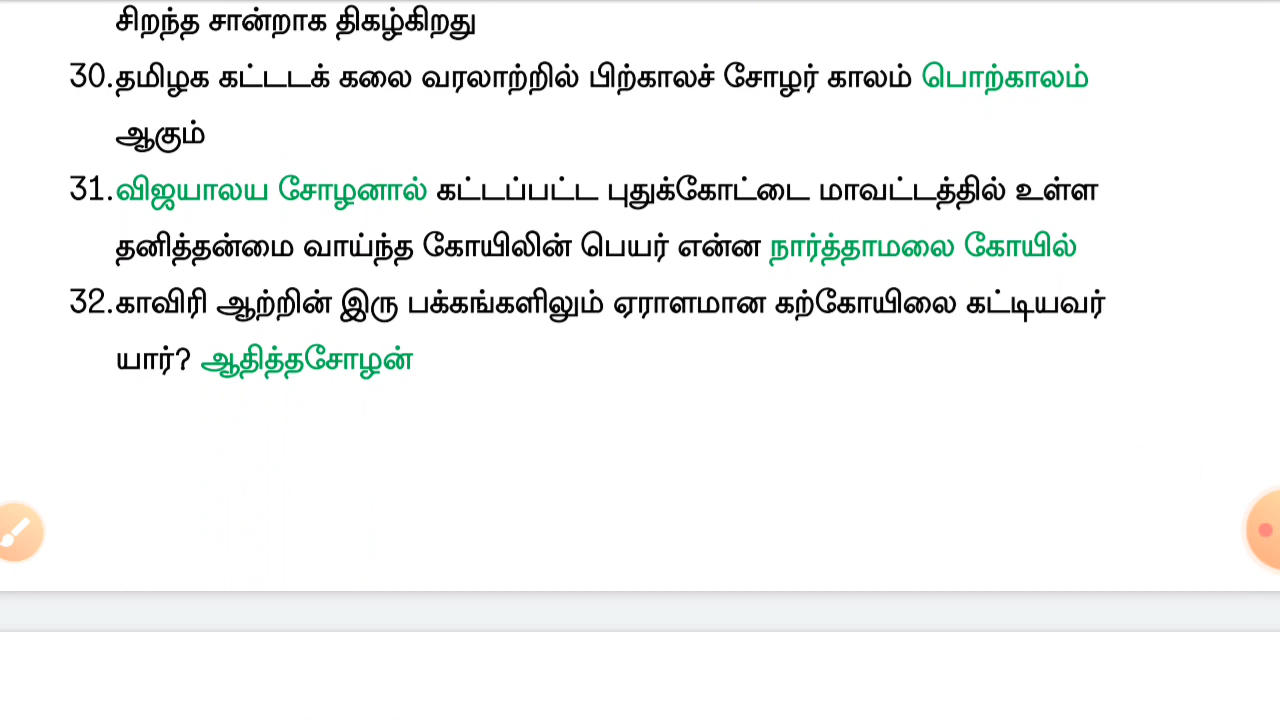 சிறந்த சான்றாக திகழ்கிறது
30.தமிழக கட்டடக் கலை வரலாற்றில் பிற்காலச் சோழர் காலம் பொற்காலம்
ஆகும்
31.விஜயாலய சோழனால் கட்டப்பட்ட புதுக்கோட்டை மாவட்டத்தில் உள்ள
தனித்தன்மை வாய்ந்த கோயிலின் பெயர் என்ன நார்த்தாமலை கோயில்
32.காவிரி ஆற்றின் இரு பக்கங்களிலும் ஏராளமான கற்கோயிலை கட்டியவர்
யார்? ஆதித்தசோழன்